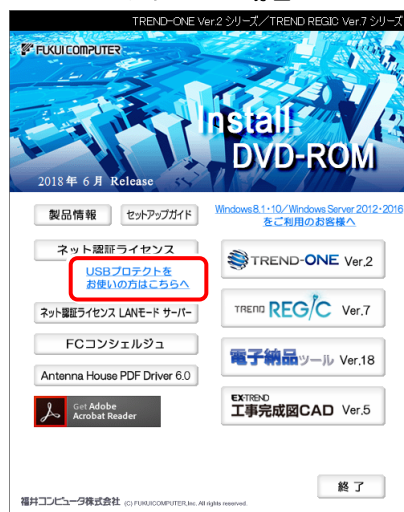 TREND-ONE Ver.2 シリーズ／TREND REGIC Ver.7 シリーズ
FUKUI COMPUTER
Install
DVD-ROM
2018年 6月 Release
製品情報
セットアップガイド
Windows8.1・10／Windows Server 2012・2016
をご利用のお客様へ
ネット認証ライセンス
USBプロテクトを
お使いの方はこちらへ
TREND-ONE Ver.2
ネット認証ライセンス LANモード サーバー
TREND REGIC Ver.7
FCコンシェルジュ
電子納品ツール Ver.18
Antenna House PDF Driver 6.0
Get Adobe
Acrobat Reader
EX-TREND
工事完成図CAD Ver.5
終了
福井コンピュータ株式会社 (C) FUKUICOMPUTER,Inc. All rights reserved.